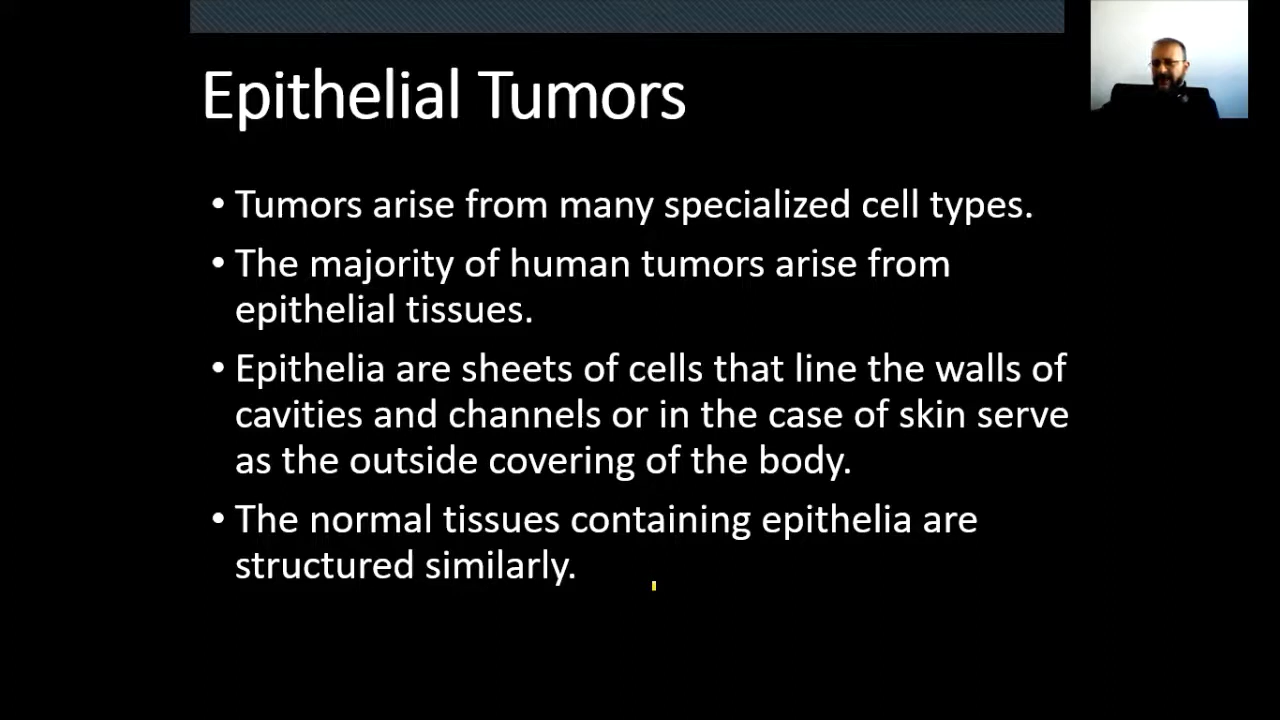 Epithelial Tumors
• Tumors arise from many specialized cell types.
• The majority of human tumors arise from
epithelial tissues.
• Epithelia are sheets of cells that line the walls of
cavities and channels or in the case of skin serve
as the outside covering of the body.
• The normal tissues containing epithelia are
structured similarly.